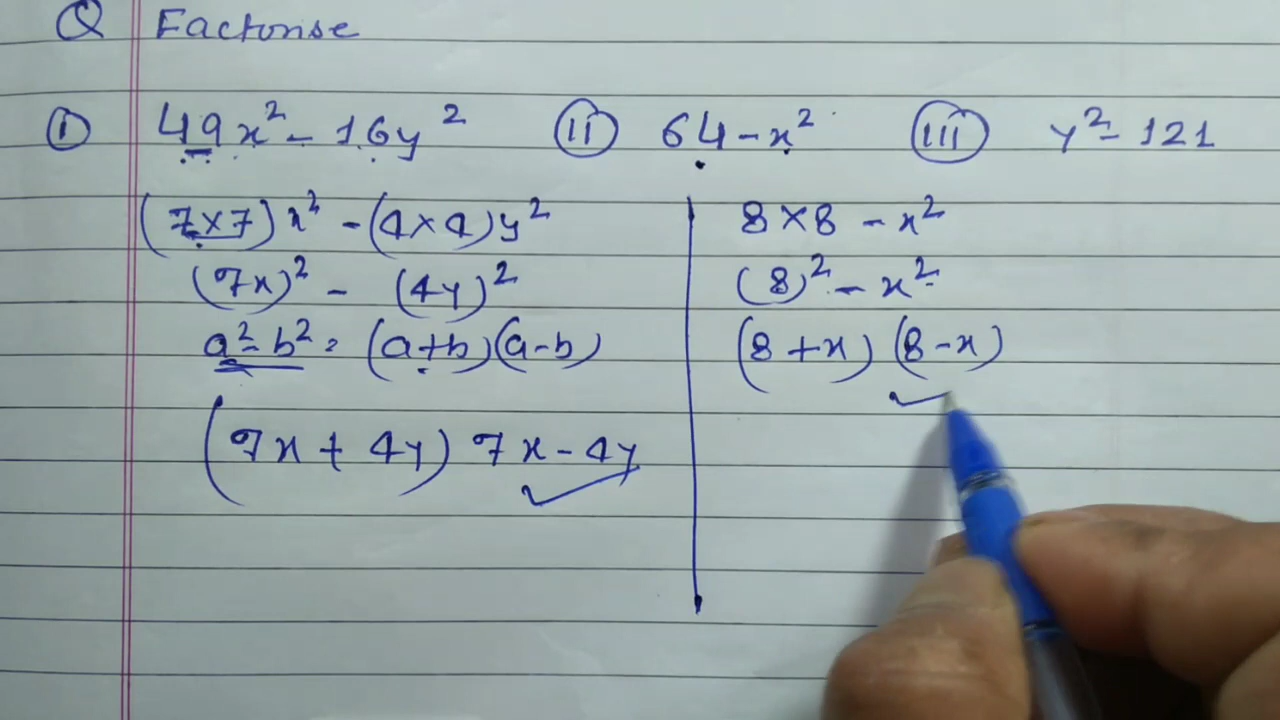 Q Factorise
(i) 49x² - 16y² (ii) 64 - x² (iii) y² - 121
(7×7)x² - (4×4)y²
(7x)² - (4y)²
a² - b² = (a+b)(a-b)
(7x + 4y) 7x - 4y
8×8 - x²
(8)² - x²
(8 + x) (8 - x)